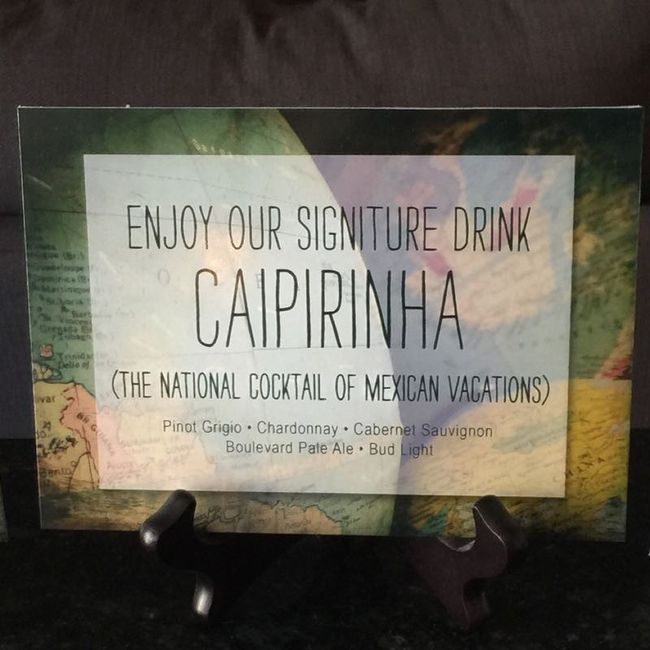 ENJOY OUR SIGNITURE DRINK
CAIPIRINHA
(THE NATIONAL COCKTAIL OF MEXICAN VACATIONS)
Pinot Grigio • Chardonnay • Cabernet Sauvignon
Boulevard Pale Ale • Bud Light